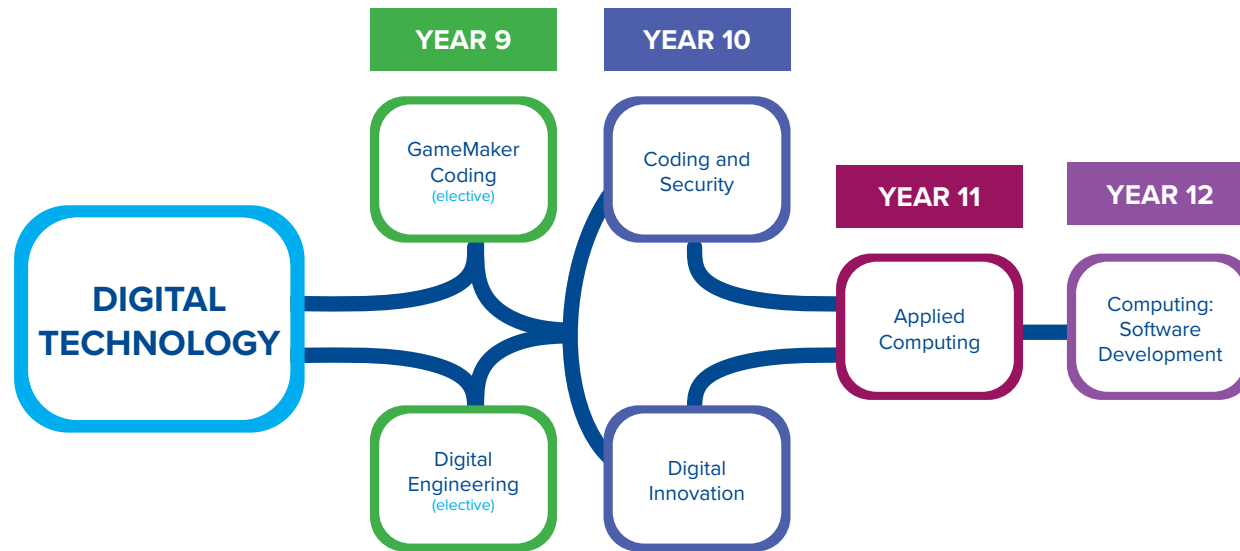 YEAR 9
YEAR 10
GameMaker
Coding
(elective)
Coding and
Security
YEAR 11
YEAR 12
DIGITAL
TECHNOLOGY
Applied
Computing
Computing:
Software
Development
Digital
Engineering
(elective)
Digital
Innovation